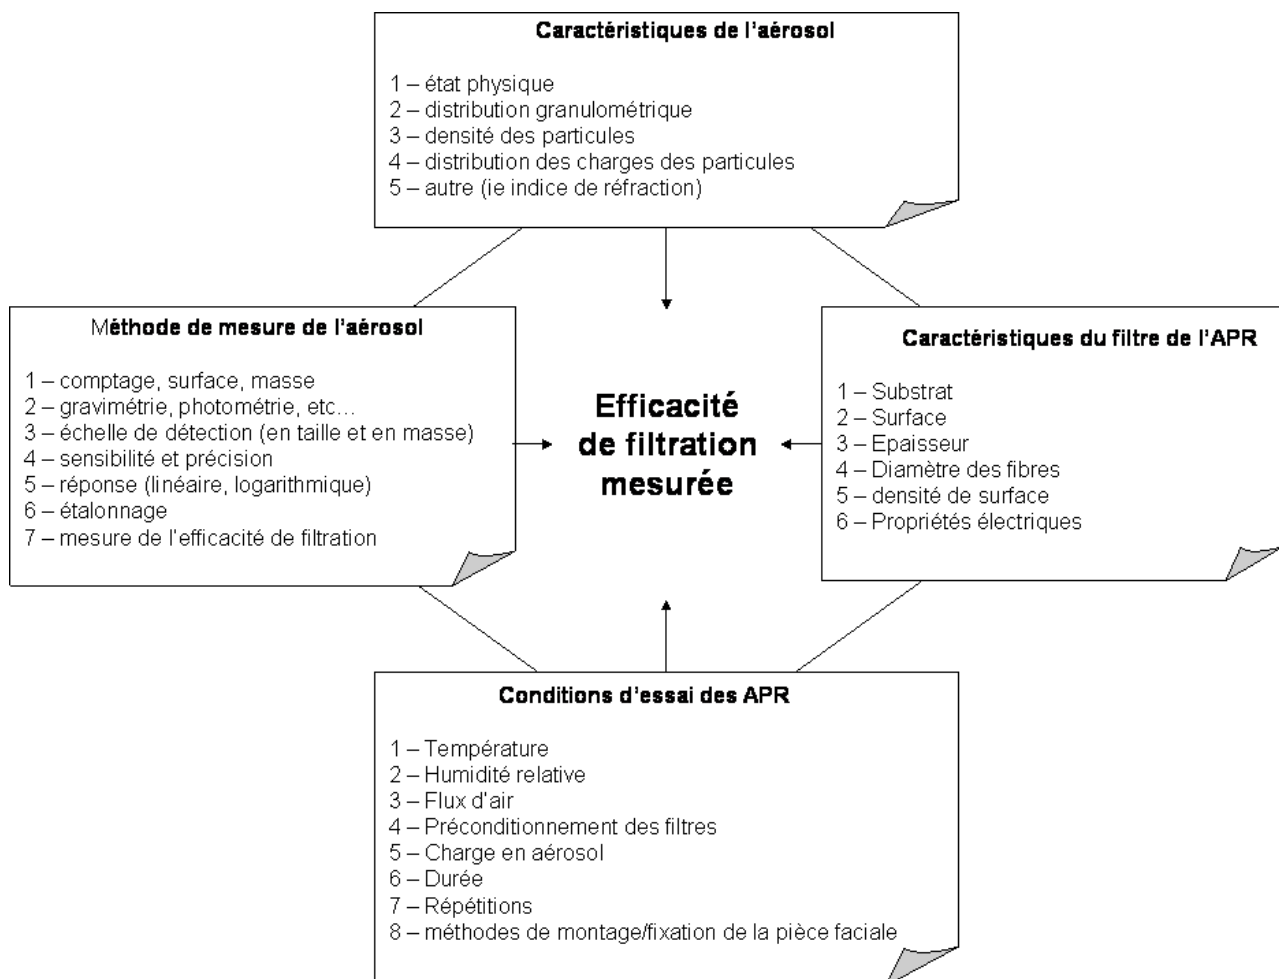 Caractéristiques de l'aérosol
1 – état physique
2 – distribution granulométrique
3 – densité des particules
4 – distribution des charges des particules
5 – autre (ie indice de réfraction)
Méthode de mesure de l'aérosol
1 – comptage, surface, masse
2 – gravimétrie, photométrie, etc…
3 – échelle de détection (en taille et en masse)
4 – sensibilité et précision
5 – réponse (linéaire, logarithmique)
6 – étalonnage
7 – mesure de l'efficacité de filtration
Efficacité
de filtration
mesurée
Caractéristiques du filtre de l'APR
1 – Substrat
2 – Surface
3 – Epaisseur
4 – Diamètre des fibres
5 – densité de surface
6 – Propriétés électriques
Conditions d'essai des APR
1 – Température
2 – Humidité relative
3 – Flux d'air
4 – Préconditionnement des filtres
5 – Charge en aérosol
6 – Durée
7 – Répétitions
8 – méthodes de montage/fixation de la pièce faciale